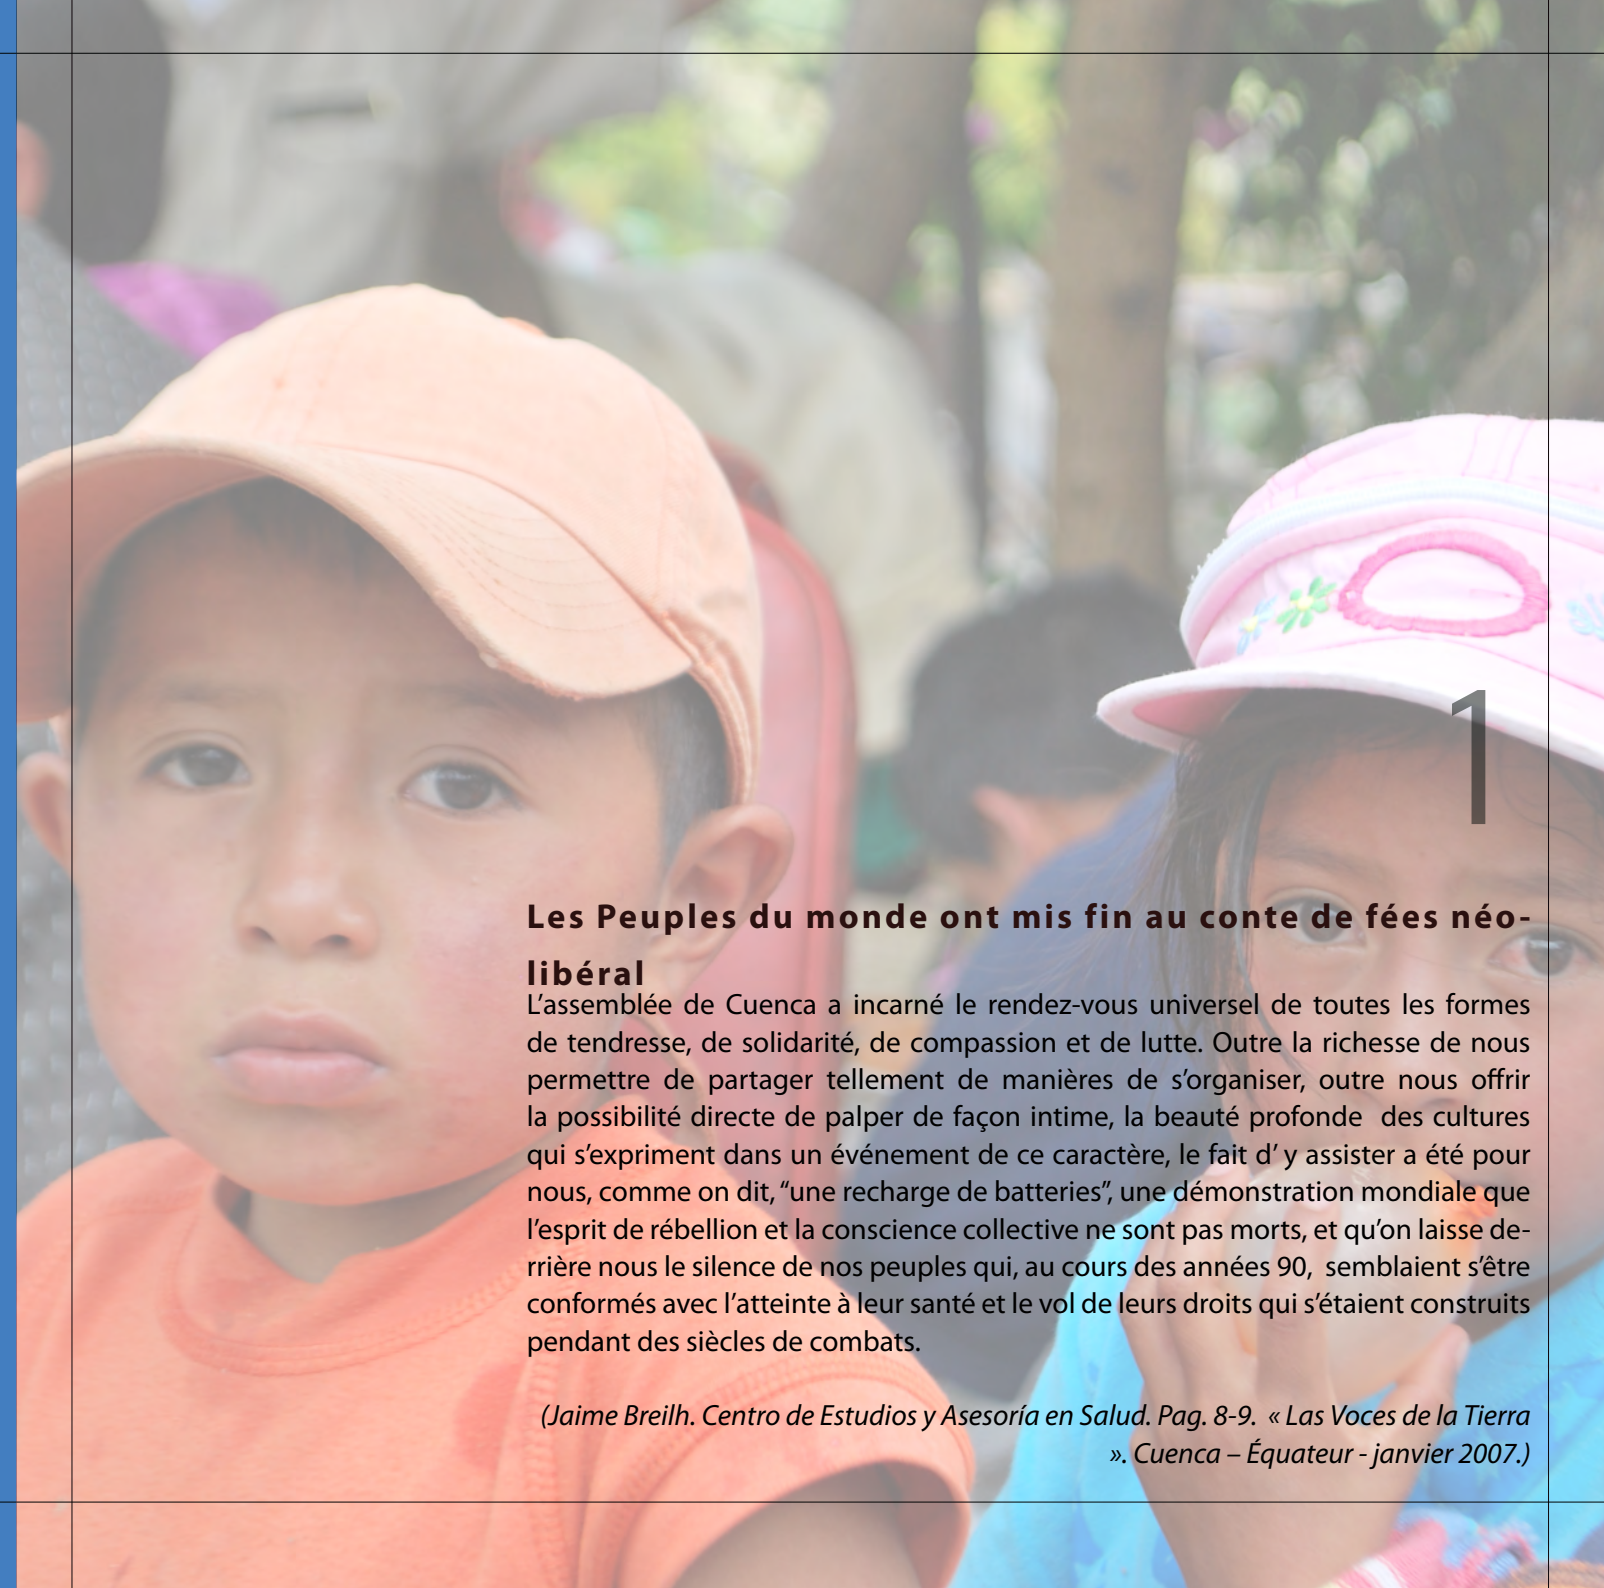 1
Les Peuples du monde ont mis fin au conte de fées néo-
libéral
L’assemblée de Cuenca a incarné le rendez-vous universel de toutes les formes
de tendresse, de solidarité, de compassion et de lutte. Outre la richesse de nous
permettre de partager tellement de manières de s’organiser, outre nous offrir
la possibilité directe de palper de façon intime, la beauté profonde des cultures
qui s’expriment dans un événement de ce caractère, le fait d’ y assister a été pour
nous, comme on dit, “une recharge de batteries”, une démonstration mondiale que
l’esprit de rébellion et la conscience collective ne sont pas morts, et qu’on laisse de-
rrière nous le silence de nos peuples qui, au cours des années 90, semblaient s’être
conformés avec l’atteinte à leur santé et le vol de leurs droits qui s’étaient construits
pendant des siècles de combats.
(Jaime Breilh. Centro de Estudios y Asesoría en Salud. Pag. 8-9. « Las Voces de la Tierra
». Cuenca – Équateur - janvier 2007.)